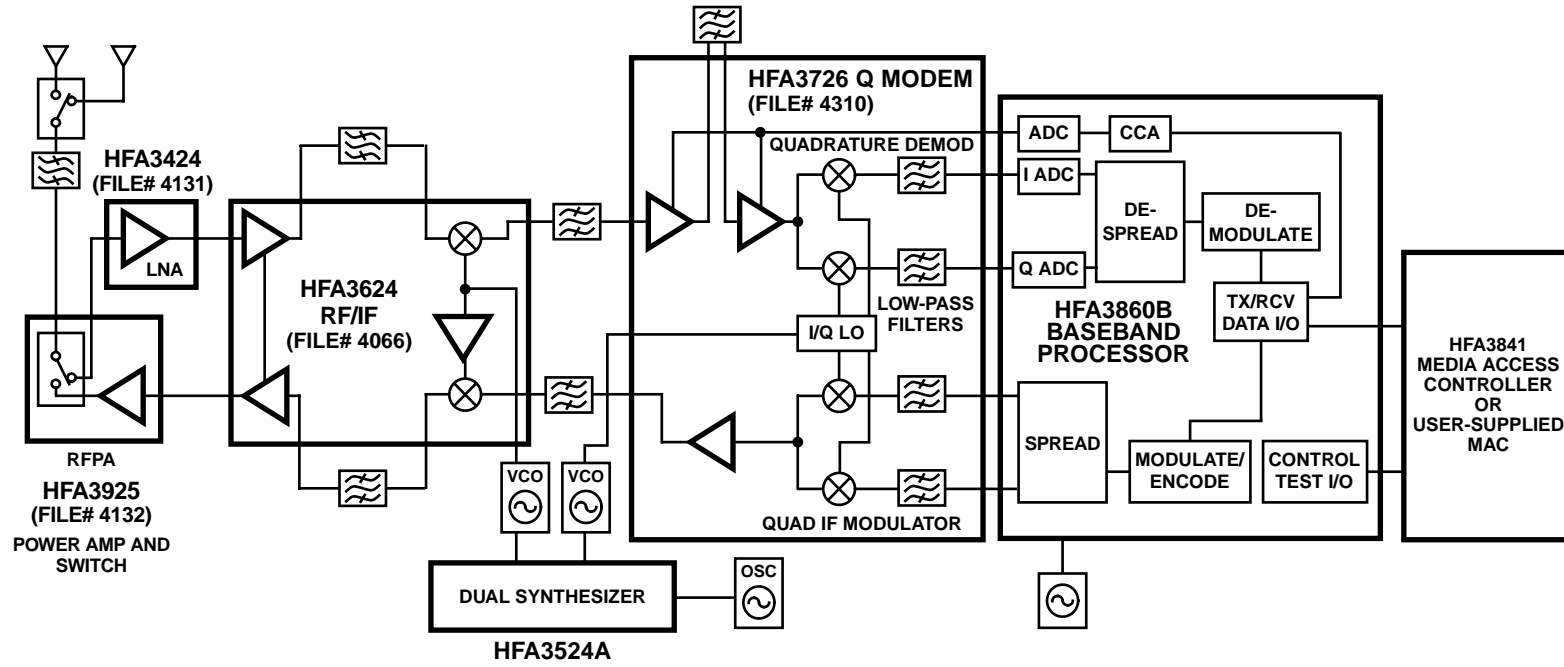 HFA3424
(FILE# 4131)
LNA
HFA3624
RF/IF
(FILE# 4066)
RFPA
HFA3925
(FILE# 4132)
POWER AMP AND
SWITCH
VCO
VCO
DUAL SYNTHESIZER
HFA3524A
OSC
HFA3726 Q MODEM
(FILE# 4310)
QUADRATURE DEMOD
LOW-PASS
FILTERS
I/Q LO
QUAD IF MODULATOR
ADC
CCA
I ADC
DE-
SPREAD
DE-
MODULATE
Q ADC
TX/RCV
DATA I/O
HFA3860B
BASEBAND
PROCESSOR
SPREAD
MODULATE/
ENCODE
CONTROL
TEST I/O
HFA3841
MEDIA ACCESS
CONTROLLER
OR
USER-SUPPLIED
MAC